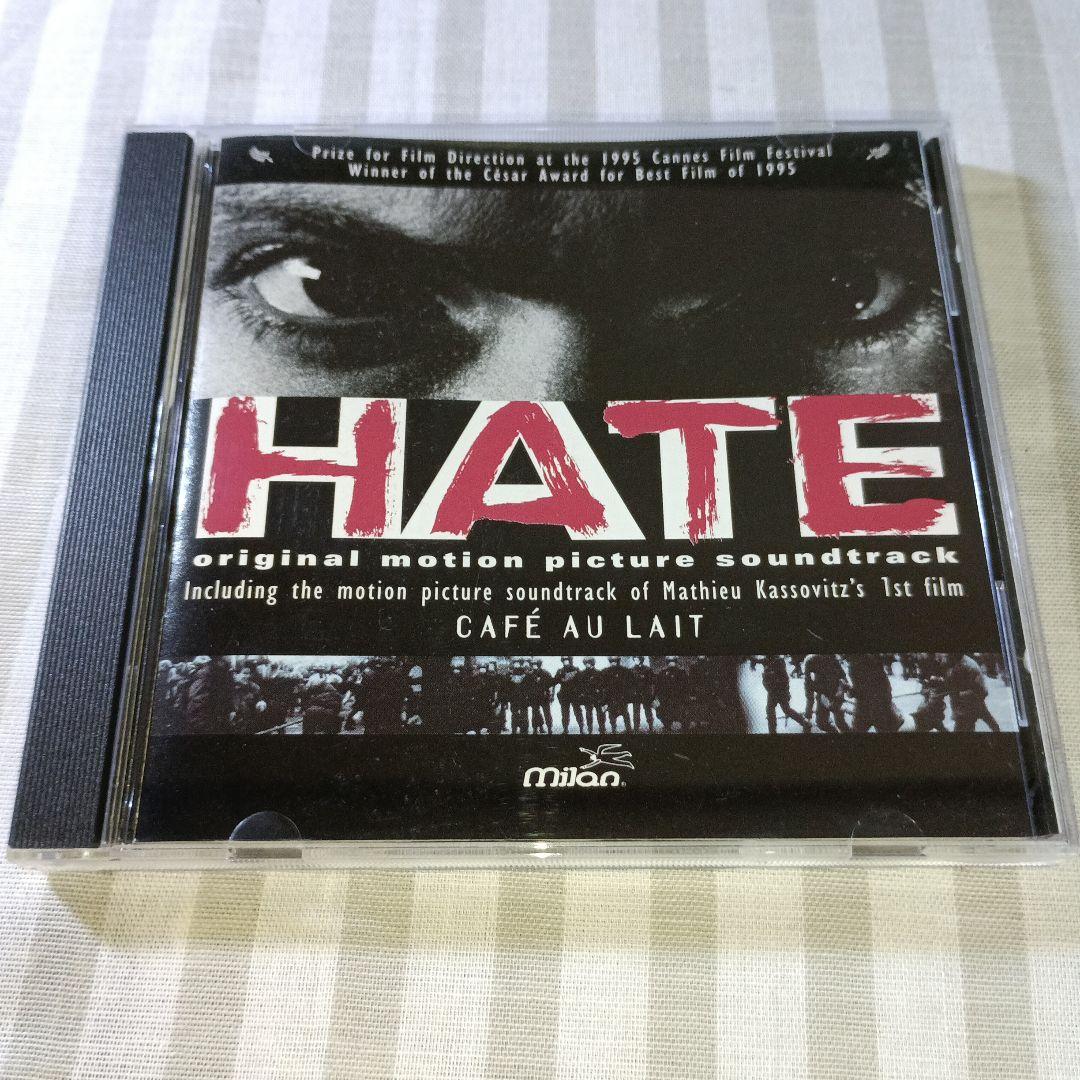 Prize for Film Direction at the 1995 Cannes Film Festival
Winner of the César Award for Best Film of 1995
HATE
original motion picture soundtrack
Including the motion picture soundtrack of Mathieu Kassovitz's 1st film
CAFÉ AU LAIT
milan®